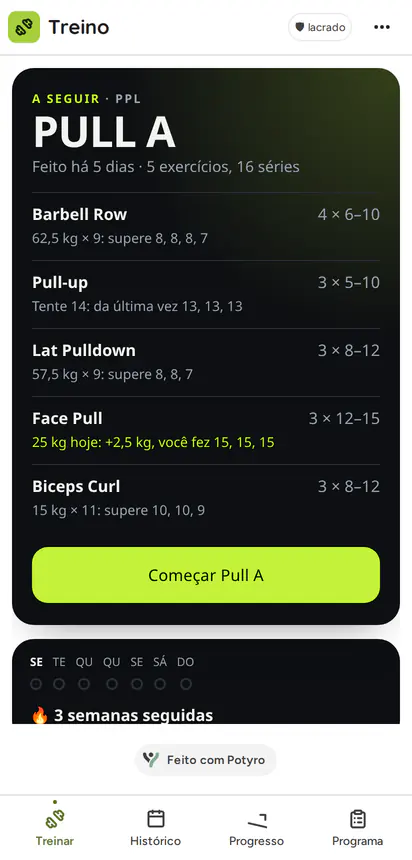 Treino
lacrado
A SEGUIR · PPL
PULL A
Feito há 5 dias · 5 exercícios, 16 séries
Barbell Row 4 × 6–10
62,5 kg × 9: supere 8, 8, 8, 7
Pull-up 3 × 5–10
Tente 14: da última vez 13, 13, 13
Lat Pulldown 3 × 8–12
57,5 kg × 9: supere 8, 8, 7
Face Pull 3 × 12–15
25 kg hoje: +2,5 kg, você fez 15, 15, 15
Biceps Curl 3 × 8–12
15 kg × 11: supere 10, 10, 9
Começar Pull A
SE TE QU QU SE SÁ DO
🔥 3 semanas seguidas
Feito com Potyro
Treinar Histórico Progresso Programa